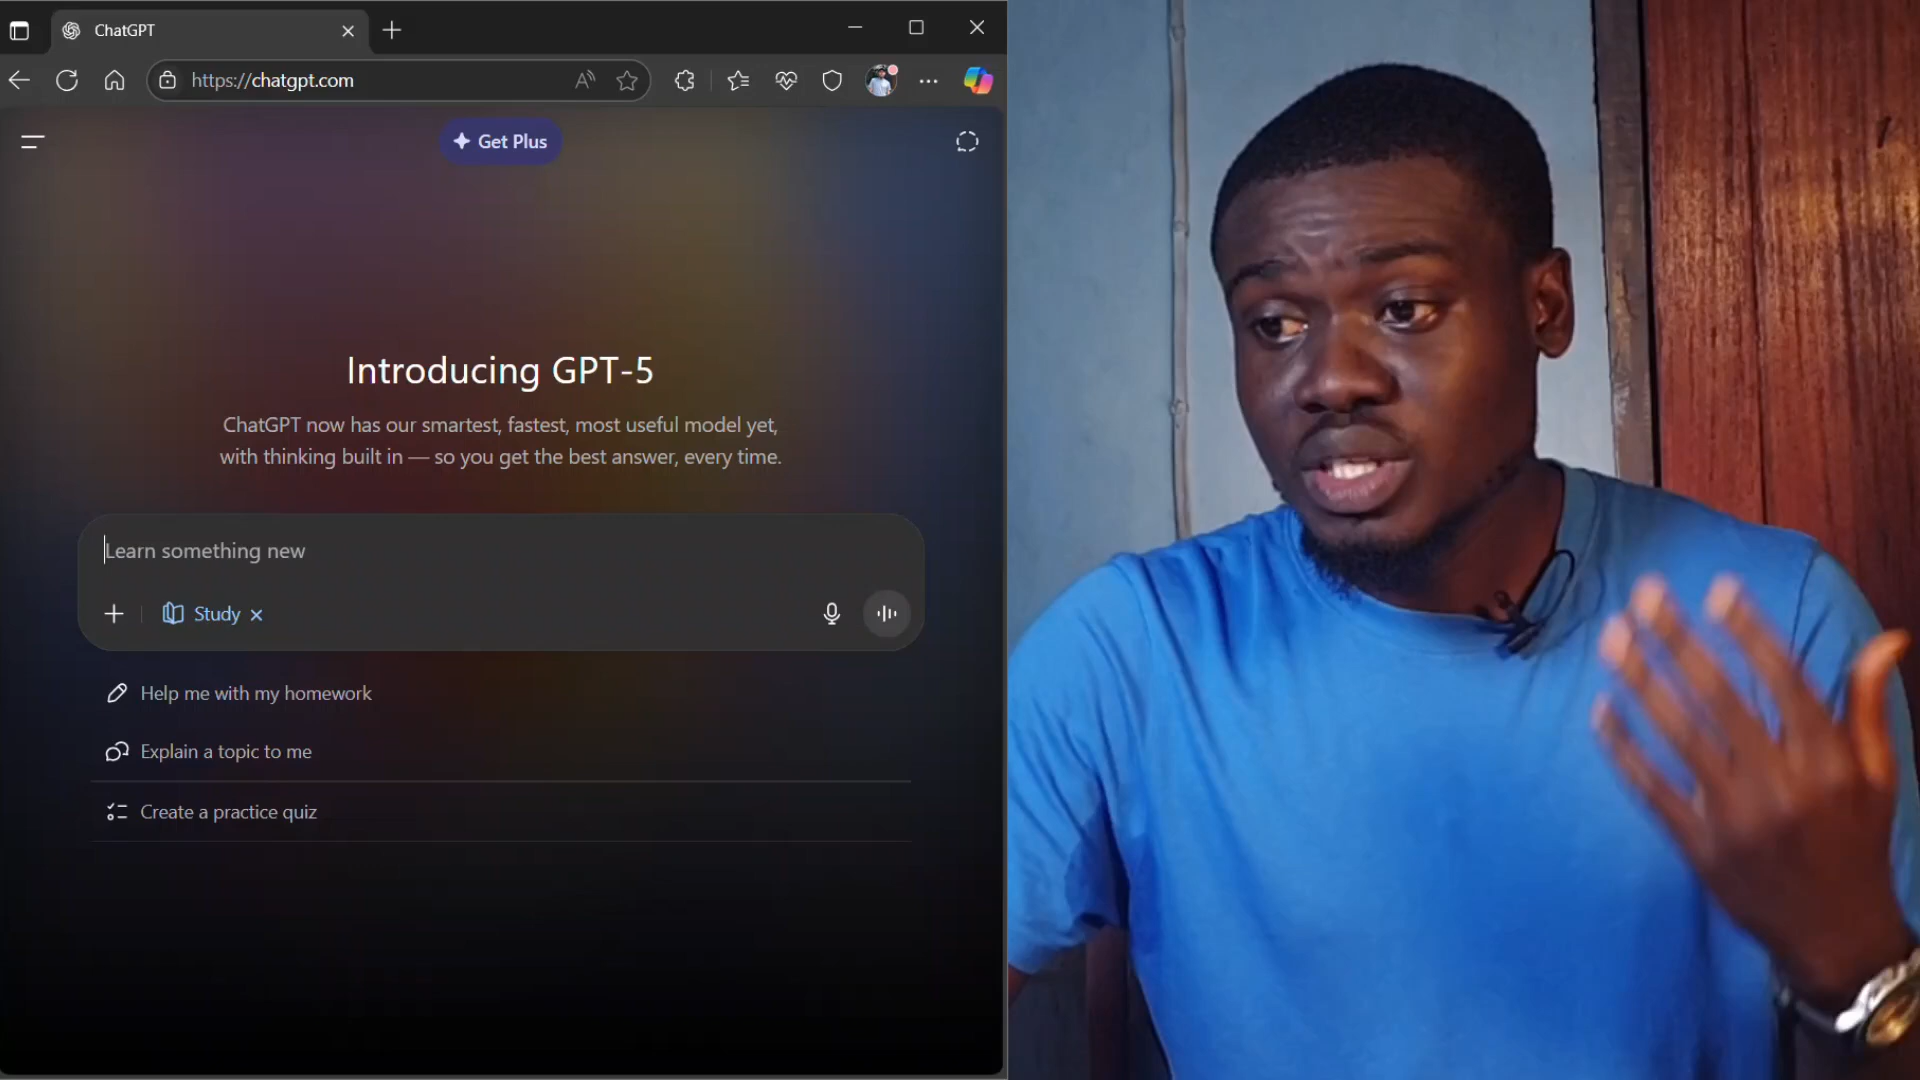 ChatGPT
https://chatgpt.com
Get Plus
Introducing GPT-5
ChatGPT now has our smartest, fastest, most useful model yet,
with thinking built in — so you get the best answer, every time.
Learn something new
Study
Help me with my homework
Explain a topic to me
Create a practice quiz